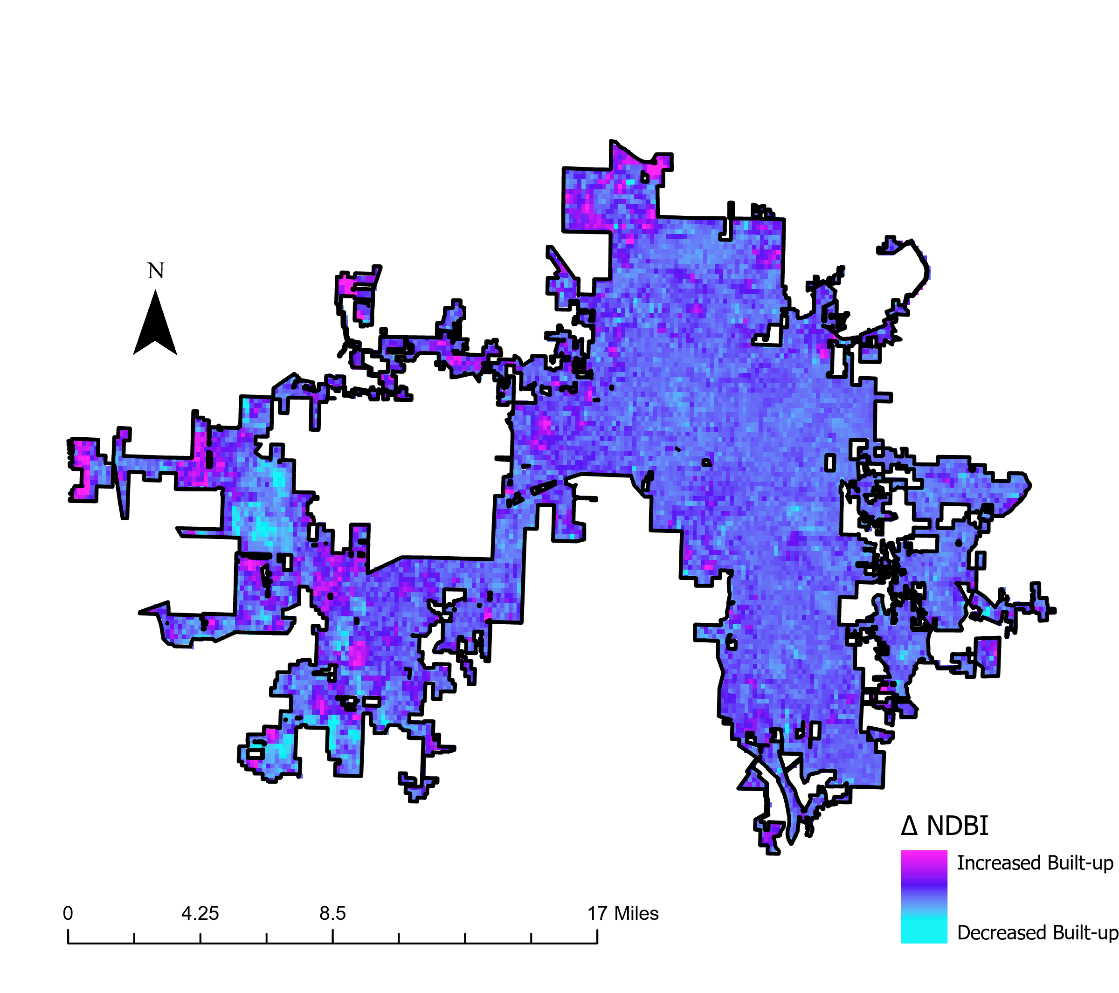 N
Δ NDBI
Increased Built-up
Decreased Built-up
0 4.25 8.5 17 Miles